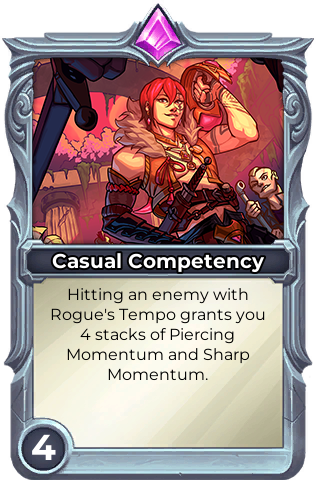 Casual Competency
Hitting an enemy with
Rogue's Tempo grants you
4 stacks of Piercing
Momentum and Sharp
Momentum.
4